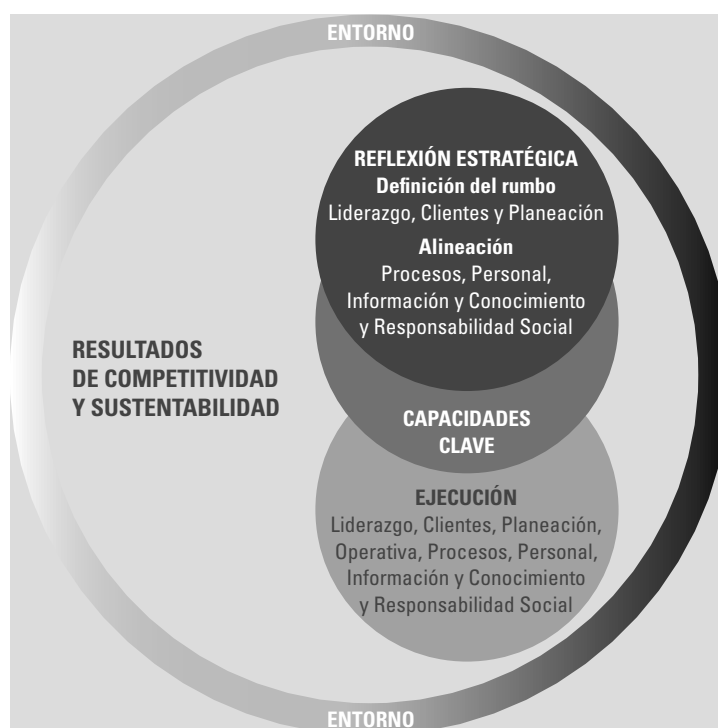 ENTORNO
REFLEXIÓN ESTRATÉGICA
Definición del rumbo
Liderazgo, Clientes y Planeación
Alineación
Procesos, Personal,
Información y Conocimiento
y Responsabilidad Social
RESULTADOS
DE COMPETITIVIDAD
Y SUSTENTABILIDAD
CAPACIDADES
CLAVE
EJECUCIÓN
Liderazgo, Clientes, Planeación,
Operativa, Procesos, Personal,
Información y Conocimiento
y Responsabilidad Social
ENTORNO